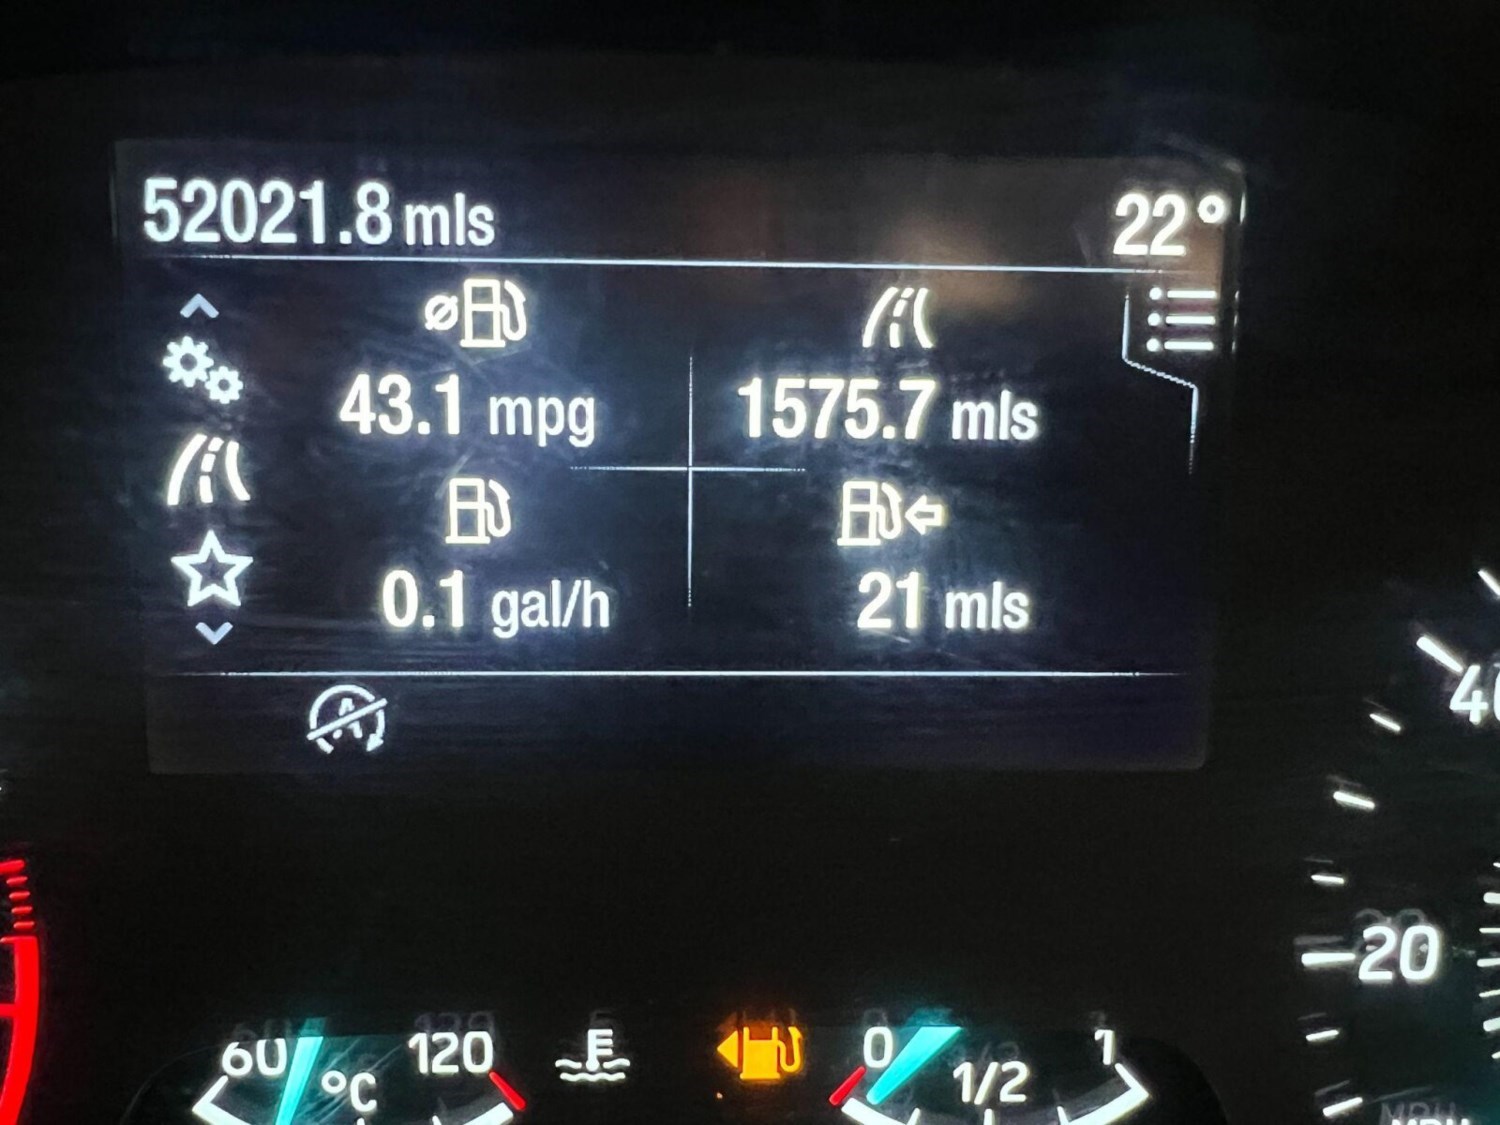 52021.8 mls 22°
43.1 mpg 1575.7 mls
0.1 gal/h 21 mls
A
40
20
60 120 0 1
°C 1/2
MPH